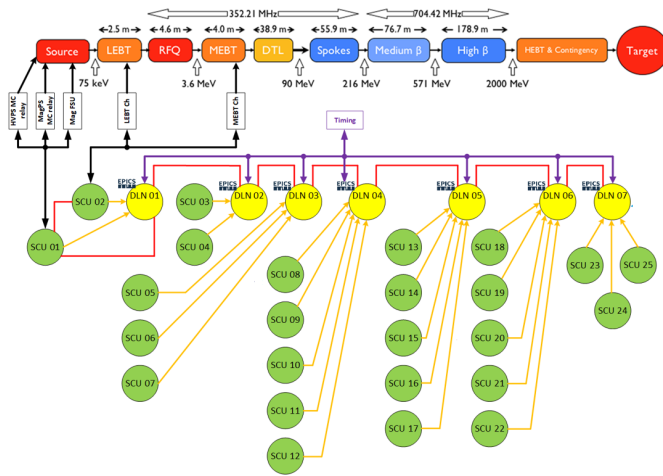 352.21 MHz
704.42 MHz
2.5 m
4.6 m
4.0 m
38.9 m
55.9 m
76.7 m
178.9 m
Source
LEBT
RFQ
MEBT
DTL
Spokes
Medium β
High β
HEBT & Contingency
Target
75 keV
3.6 MeV
90 MeV
216 MeV
571 MeV
2000 MeV
HVPS MC
relay
MagPS
MC relay
Mag PSU
LEBT Ch
MEBT Ch
Timing
EPICS
EPICS
EPICS
EPICS
EPICS
EPICS
EPICS
SCU 02
DLN 01
SCU 03
DLN 02
DLN 03
DLN 04
DLN 05
DLN 06
DLN 07
SCU 01
SCU 04
SCU 13
SCU 18
SCU 08
SCU 23
SCU 25
SCU 05
SCU 14
SCU 19
SCU 24
SCU 09
SCU 06
SCU 15
SCU 20
SCU 10
SCU 07
SCU 16
SCU 21
SCU 11
SCU 17
SCU 22
SCU 12